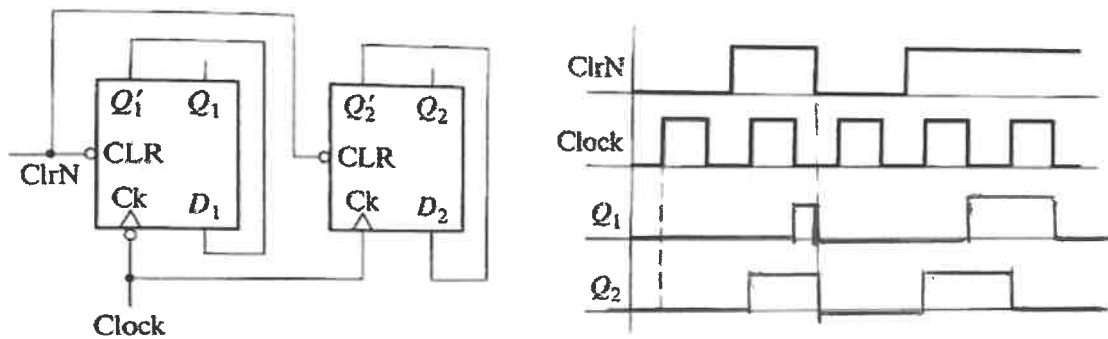 Q₁′ Q₁
CLR
ClrN
Ck D₁
Q₂′ Q₂
CLR
Ck D₂
Clock
ClrN
Clock
Q₁
Q₂